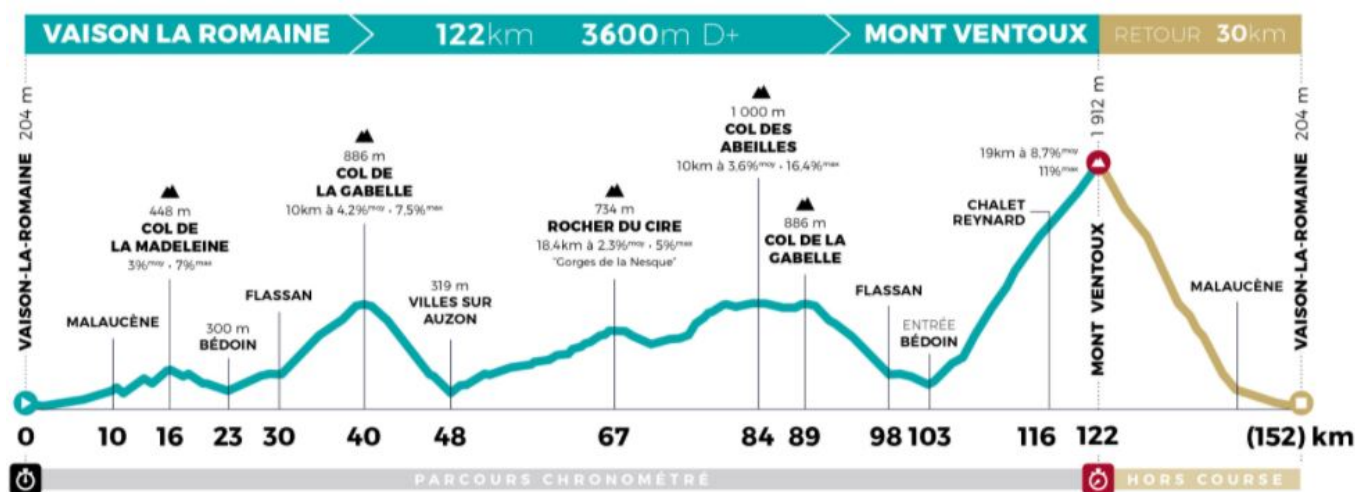 VAISON LA ROMAINE 122km 3600m D+ MONT VENTOUX RETOUR 30km
VAISON-LA-ROMAINE 204 m
MALAUCÈNE
448 m
COL DE
LA MADELEINE
3%moy • 7%max
300 m
BÉDOIN
FLASSAN
886 m
COL DE
LA GABELLE
10km à 4.2%moy • 7.5%max
319 m
VILLES SUR
AUZON
734 m
ROCHER DU CIRE
18.4km à 2.3%moy • 5%max
"Gorges de la Nesque"
1 000 m
COL DES
ABEILLES
10km à 3.6%moy • 16.4%max
886 m
COL DE LA
GABELLE
FLASSAN
ENTRÉE
BÉDOIN
CHALET
REYNARD
19km à 8,7%moy
11%max
MONT VENTOUX 1 912 m
MALAUCÈNE
VAISON-LA-ROMAINE 204 m
0 10 16 23 30 40 48 67 84 89 98 103 116 122 (152) km
PARCOURS CHRONOMÉTRÉ HORS COURSE